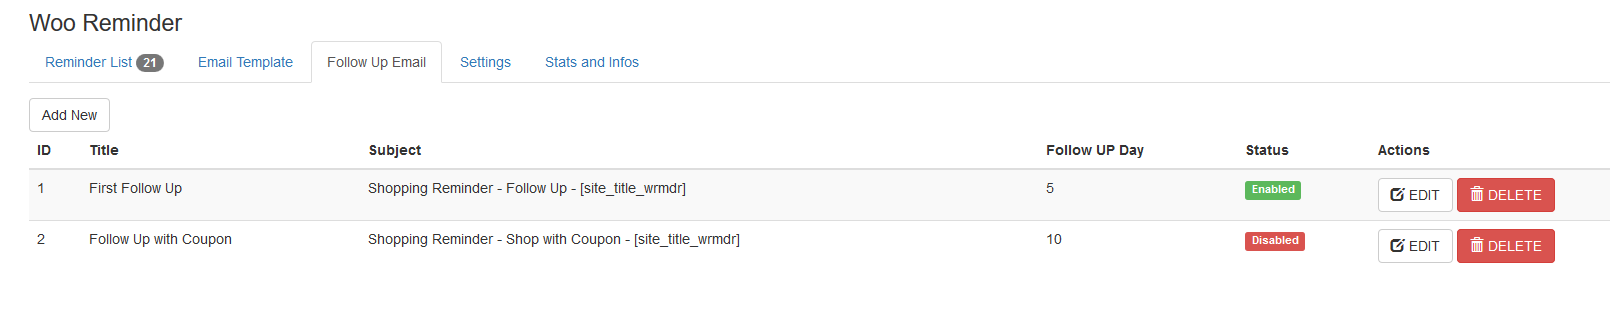 Woo Reminder
Reminder List 21 Email Template Follow Up Email Settings Stats and Infos
Add New
ID Title Subject Follow UP Day Status Actions
1 First Follow Up Shopping Reminder - Follow Up - [site_title_wrmdr] 5 Enabled EDIT DELETE
2 Follow Up with Coupon Shopping Reminder - Shop with Coupon - [site_title_wrmdr] 10 Disabled EDIT DELETE